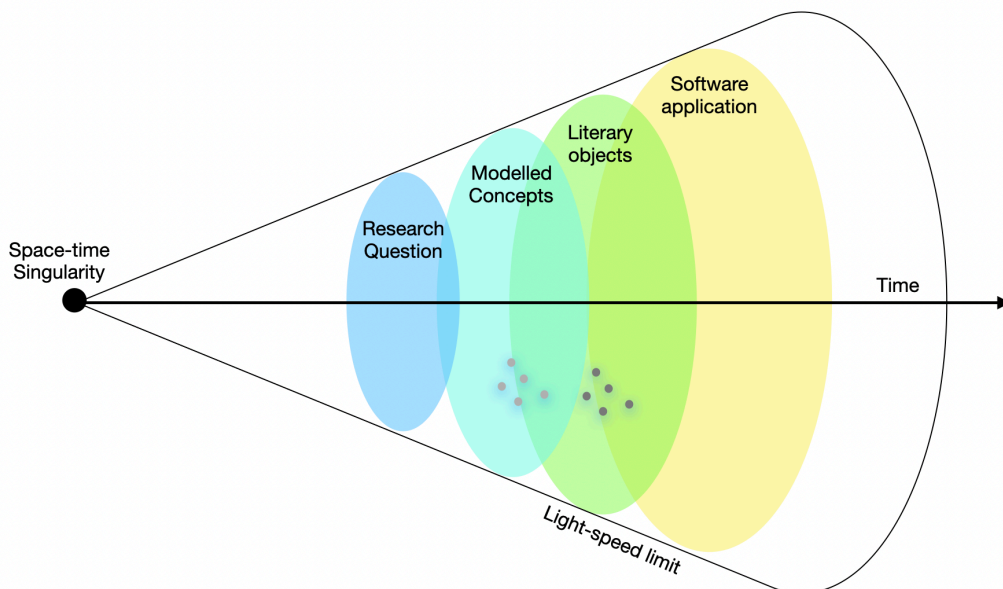 Software
application
Literary
objects
Modelled
Concepts
Research
Question
Space-time
Singularity
Time
Light-speed limit